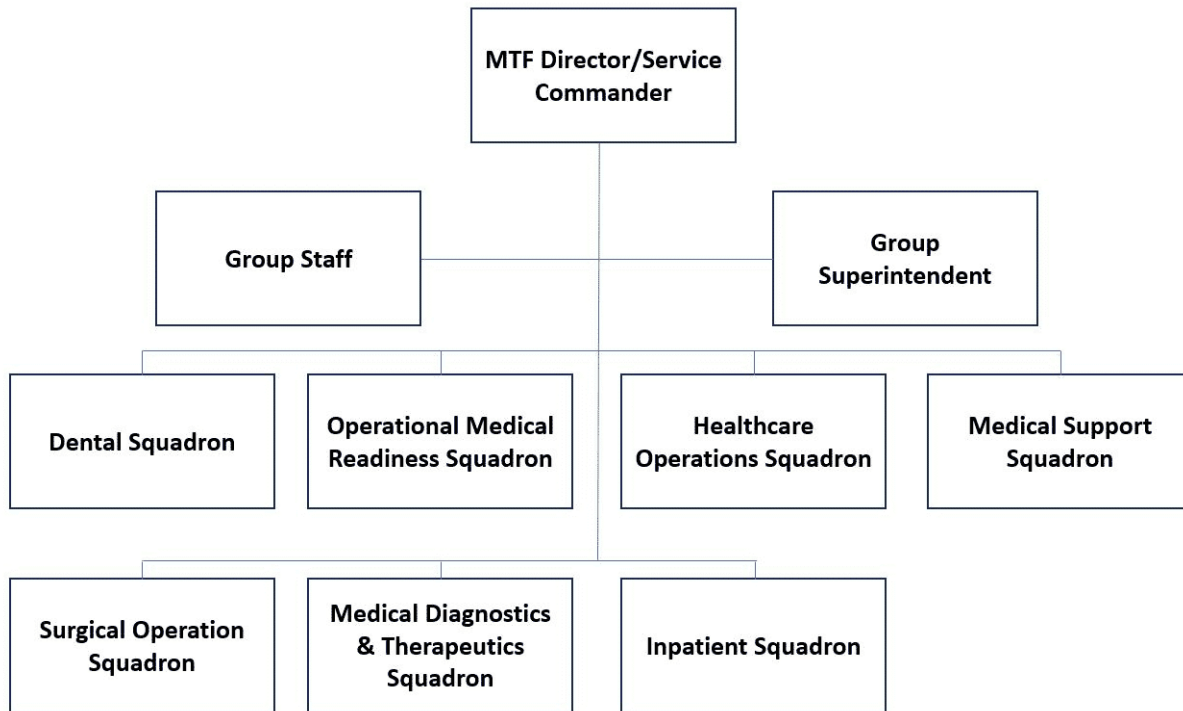 MTF Director/Service
Commander
Group Staff
Group
Superintendent
Dental Squadron
Operational Medical
Readiness Squadron
Healthcare
Operations Squadron
Medical Support
Squadron
Surgical Operation
Squadron
Medical Diagnostics
& Therapeutics
Squadron
Inpatient Squadron